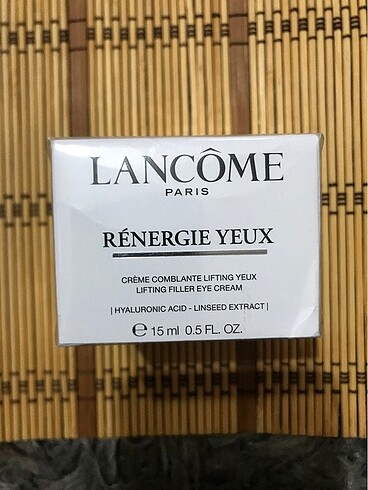 LANCÔME
PARIS
RÉNERGIE YEUX
CRÈME COMBLANTE LIFTING YEUX
LIFTING FILLER EYE CREAM
| HYALURONIC ACID - LINSEED EXTRACT |
℮ 15 ml 0.5 FL. OZ.